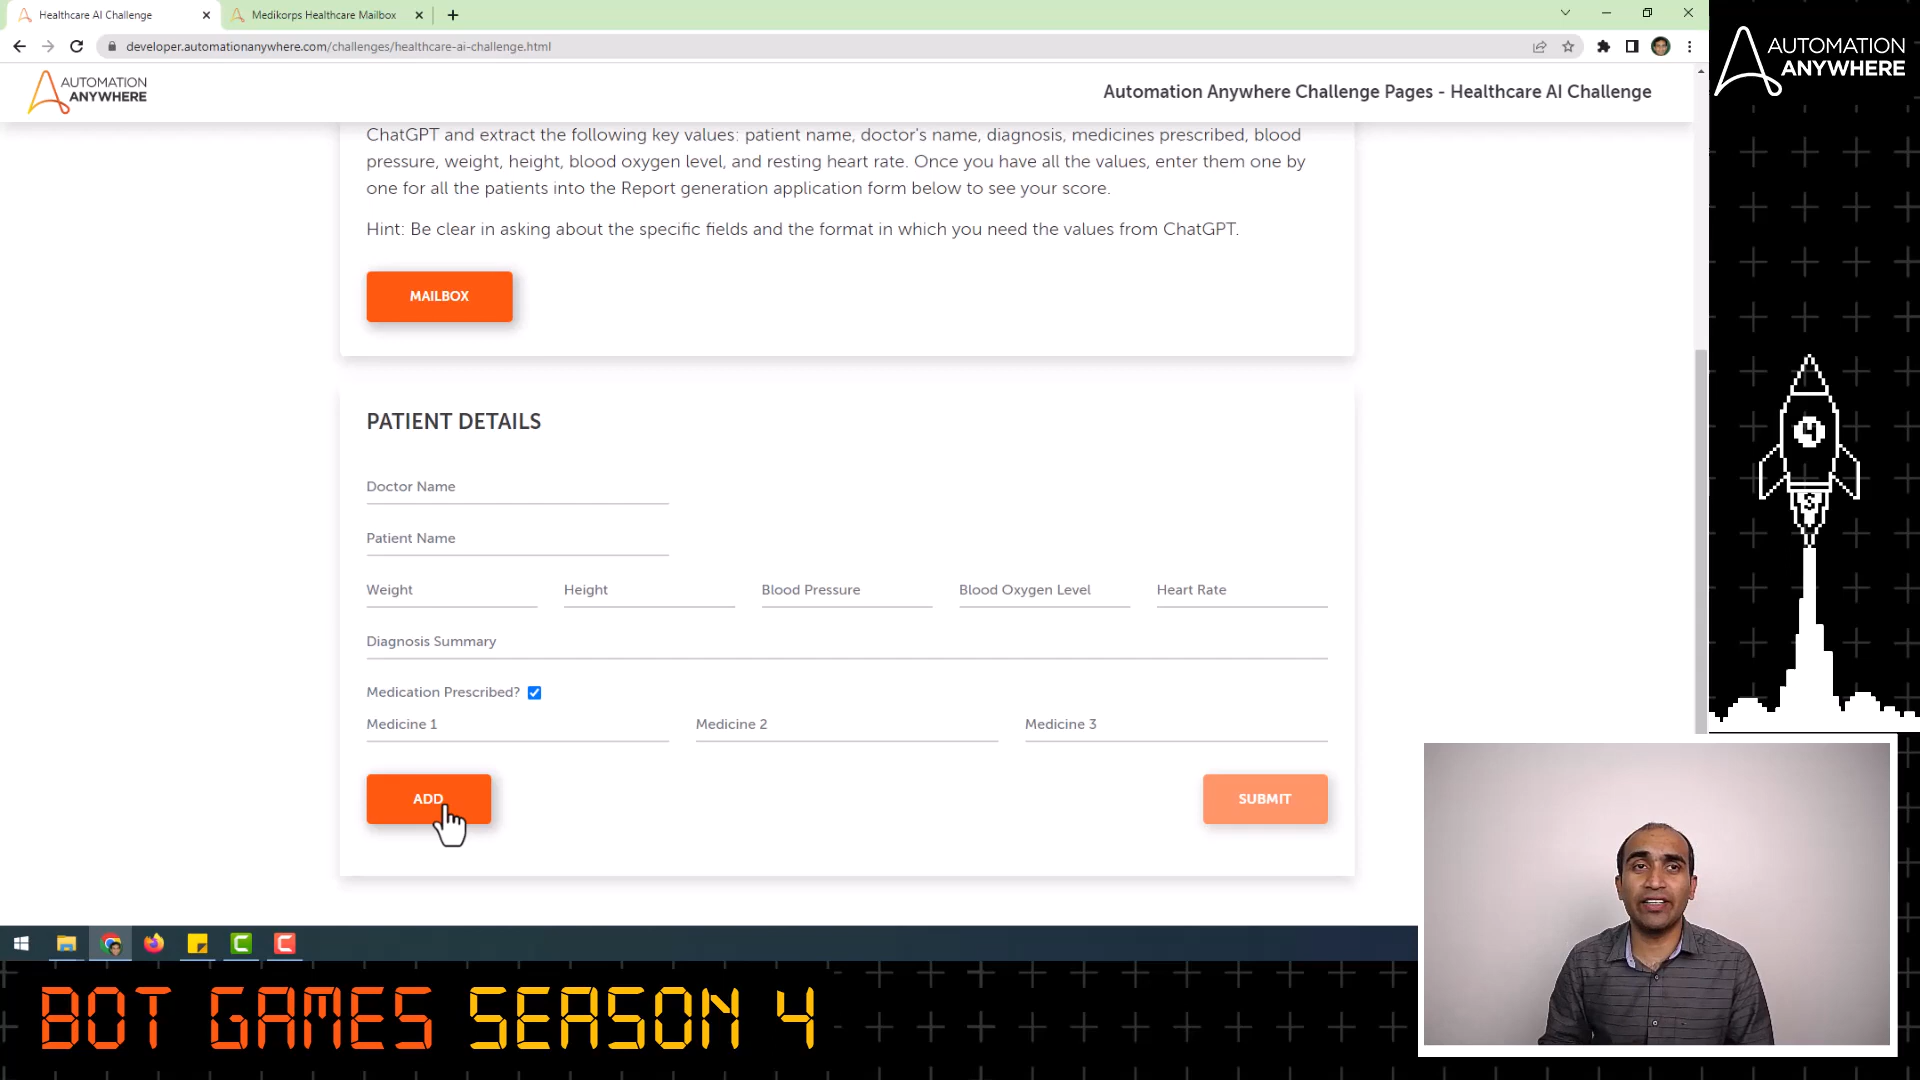 Healthcare AI Challenge
Medikorps Healthcare Mailbox
developer.automationanywhere.com/challenges/healthcare-ai-challenge.html
AUTOMATION
ANYWHERE
Automation Anywhere Challenge Pages - Healthcare AI Challenge
AUTOMATION
ANYWHERE
ChatGPT and extract the following key values: patient name, doctor's name, diagnosis, medicines prescribed, blood
pressure, weight, height, blood oxygen level, and resting heart rate. Once you have all the values, enter them one by
one for all the patients into the Report generation application form below to see your score.
Hint: Be clear in asking about the specific fields and the format in which you need the values from ChatGPT.
MAILBOX
PATIENT DETAILS
Doctor Name
Patient Name
Weight Height Blood Pressure Blood Oxygen Level Heart Rate
Diagnosis Summary
Medication Prescribed?
Medicine 1 Medicine 2 Medicine 3
ADD SUBMIT
4
S
BOT GAMES SEASON 4